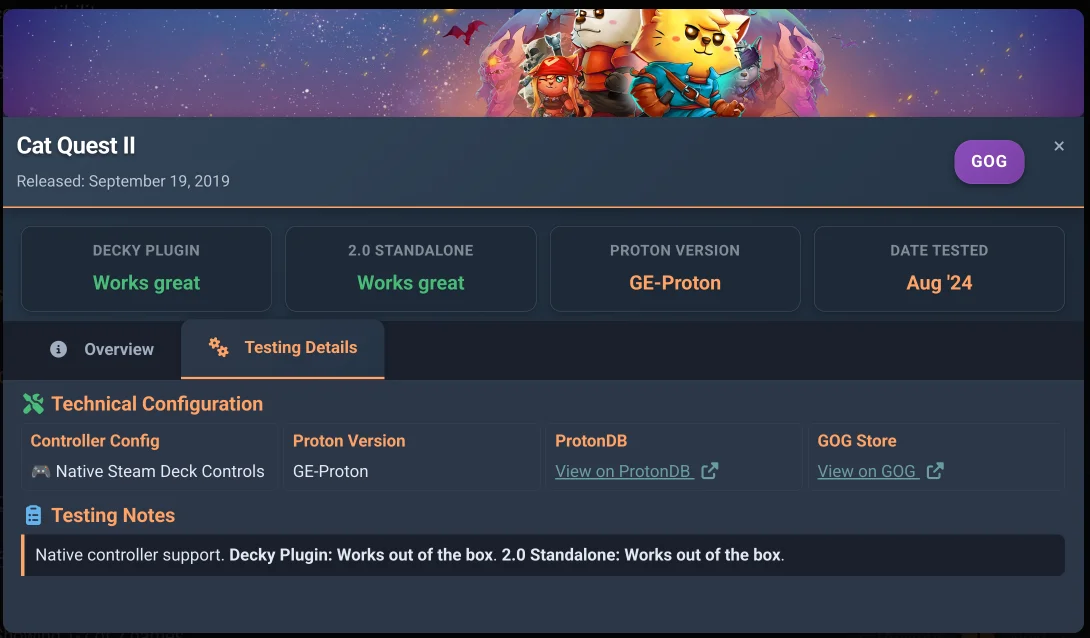 Cat Quest II
Released: September 19, 2019
GOG
×
DECKY PLUGIN
Works great
2.0 STANDALONE
Works great
PROTON VERSION
GE-Proton
DATE TESTED
Aug '24
Overview
Testing Details
Technical Configuration
Controller Config
🎮 Native Steam Deck Controls
Proton Version
GE-Proton
ProtonDB
View on ProtonDB
GOG Store
View on GOG
Testing Notes
Native controller support. Decky Plugin: Works out of the box. 2.0 Standalone: Works out of the box.